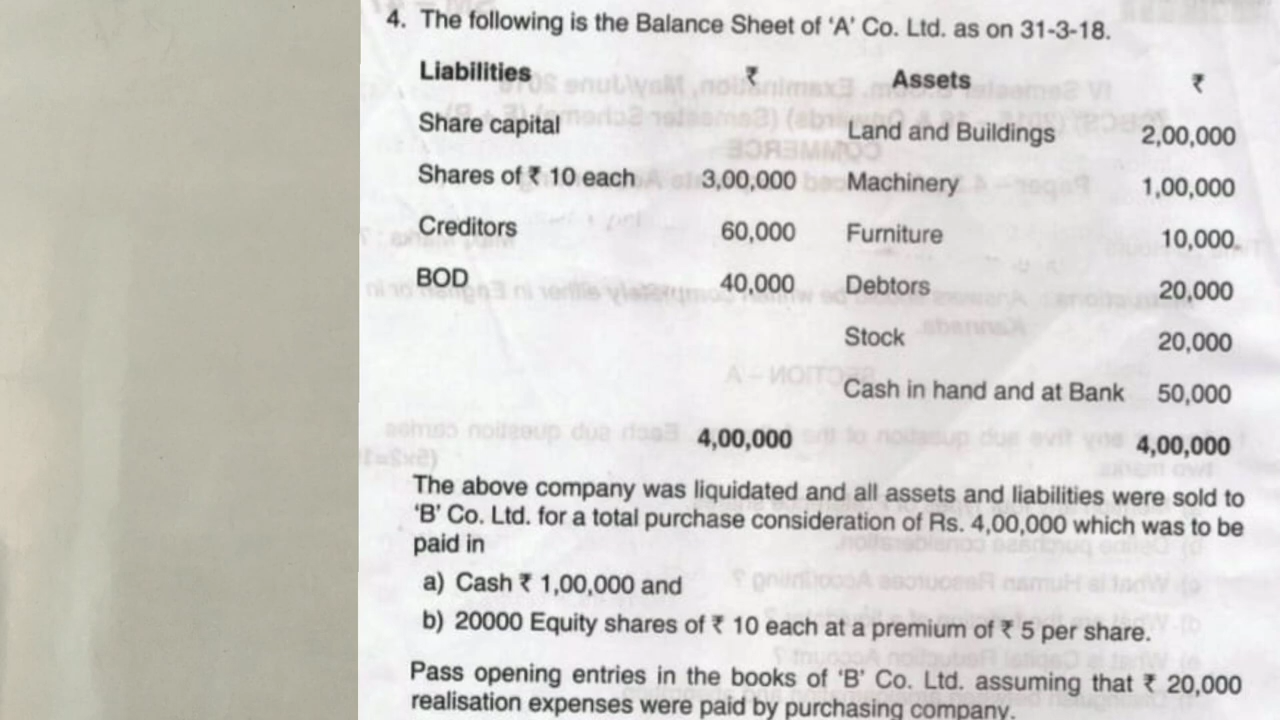 4. The following is the Balance Sheet of 'A' Co. Ltd. as on 31-3-18.
Liabilities ₹ Assets ₹
Share capital Land and Buildings 2,00,000
Shares of ₹ 10 each 3,00,000 Machinery 1,00,000
Creditors 60,000 Furniture 10,000
BOD 40,000 Debtors 20,000
Stock 20,000
Cash in hand and at Bank 50,000
4,00,000 4,00,000
The above company was liquidated and all assets and liabilities were sold to
'B' Co. Ltd. for a total purchase consideration of Rs. 4,00,000 which was to be
paid in
a) Cash ₹ 1,00,000 and
b) 20000 Equity shares of ₹ 10 each at a premium of ₹ 5 per share.
Pass opening entries in the books of 'B' Co. Ltd. assuming that ₹ 20,000
realisation expenses were paid by purchasing company.